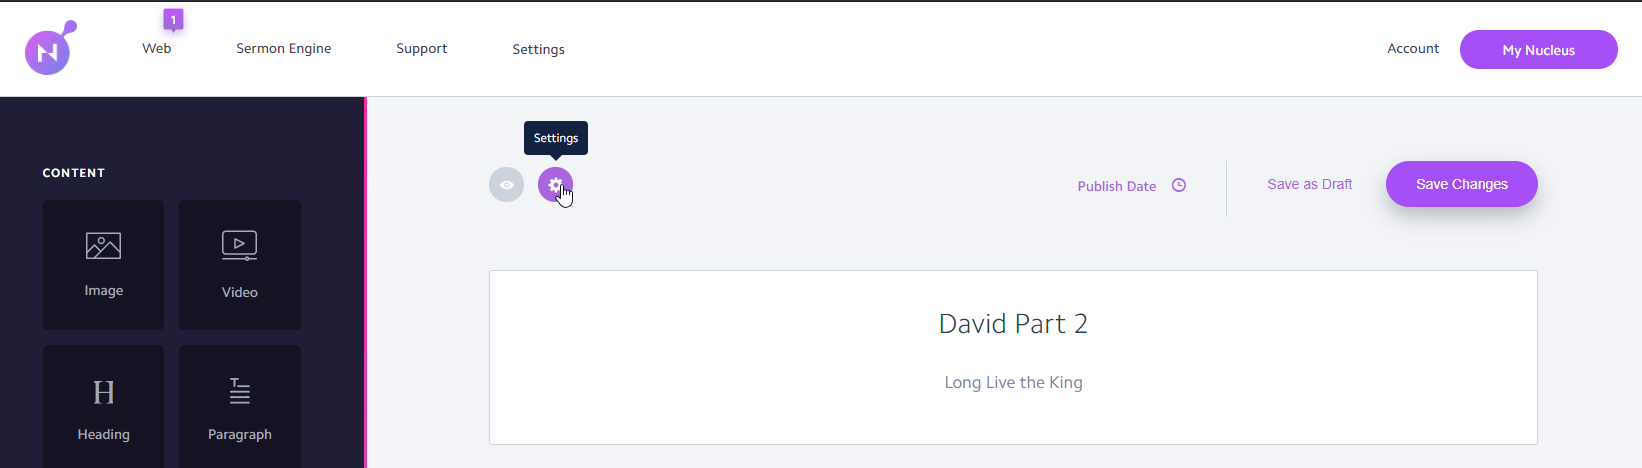 1
N
Web
Sermon Engine
Support
Settings
Account
My Nucleus
Settings
Publish Date
Save as Draft
Save Changes
CONTENT
Image
Video
H
Heading
T
Paragraph
David Part 2
Long Live the King